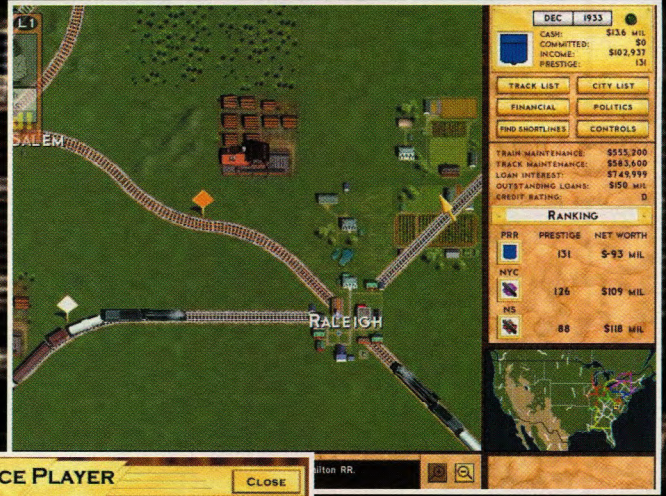 L1
DEC 1933
CASH: $13.6 MIL
COMMITTED: $0
INCOME: $102,937
PRESTIGE: 131
TRACK LIST CITY LIST
FINANCIAL POLITICS
FIND SHORTLINES CONTROLS
TRAIN MAINTENANCE: $555,200
TRACK MAINTENANCE: $583,600
LOAN INTEREST: $749,999
OUTSTANDING LOANS: $150 MIL
CREDIT RATING: D
RANKING
PRR PRESTIGE NET WORTH
131 $-93 MIL
NYC
126 $109 MIL
NS
88 $118 MIL
SALEM
RALEIGH
CE PLAYER
CLOSE
milton RR.